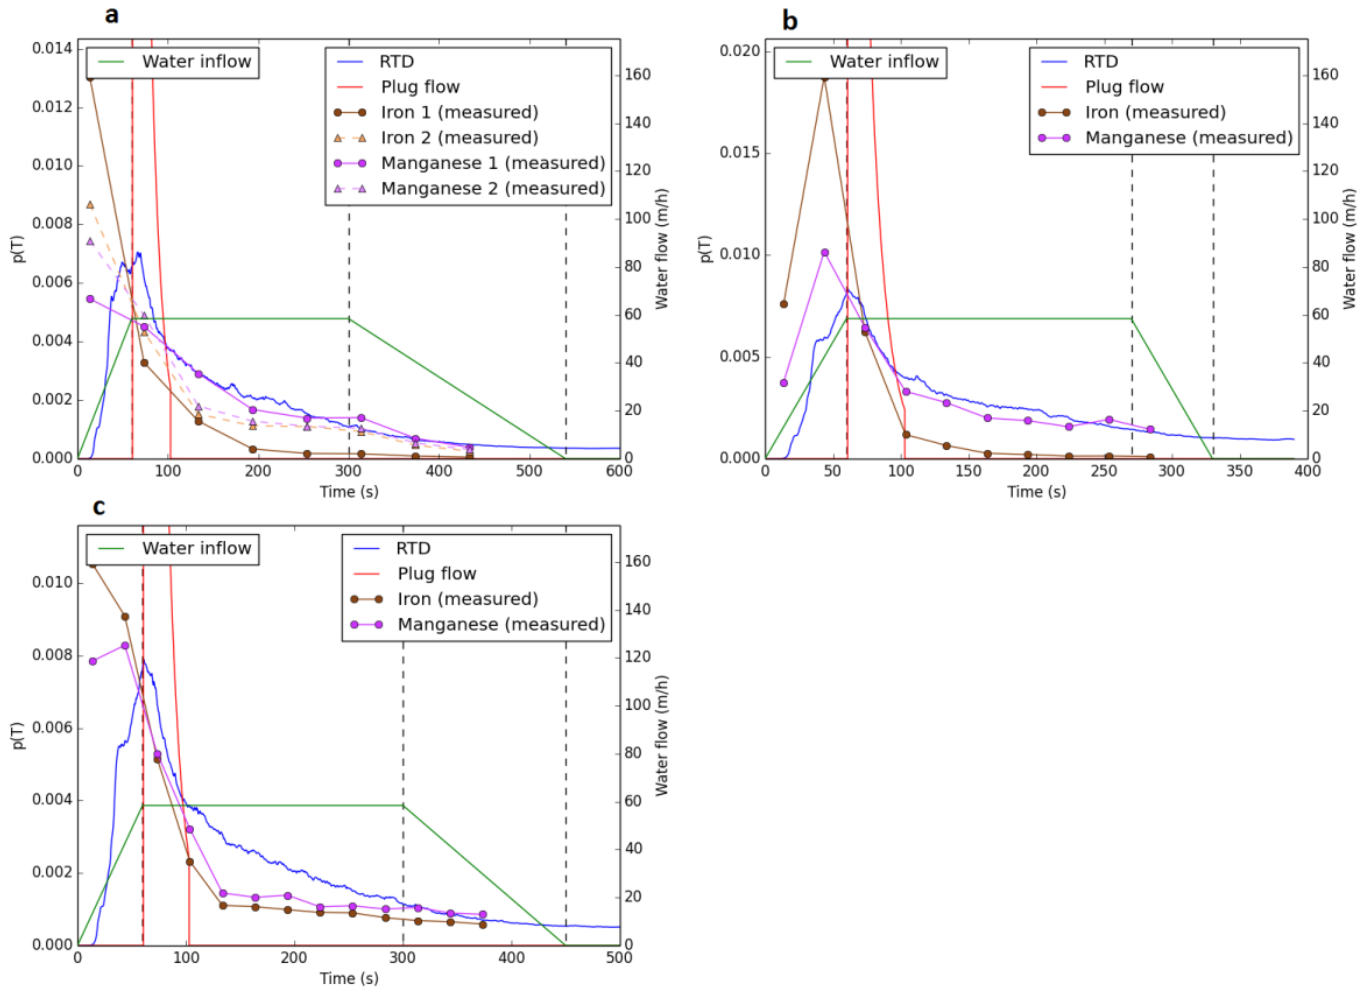 a
Water inflow
RTD
Plug flow
Iron 1 (measured)
Iron 2 (measured)
Manganese 1 (measured)
Manganese 2 (measured)
0.014
0.012
0.010
0.008
0.006
0.004
0.002
0.000
p(T)
160
140
120
100
80
60
40
20
0
Water flow (m/h)
0 100 200 300 400 500 600
Time (s)
b
Water inflow
RTD
Plug flow
Iron (measured)
Manganese (measured)
0.020
0.015
0.010
0.005
0.000
p(T)
160
140
120
100
80
60
40
20
0
Water flow (m/h)
0 50 100 150 200 250 300 350 400
Time (s)
c
Water inflow
RTD
Plug flow
Iron (measured)
Manganese (measured)
0.010
0.008
0.006
0.004
0.002
0.000
p(T)
160
140
120
100
80
60
40
20
0
Water flow (m/h)
0 100 200 300 400 500
Time (s)